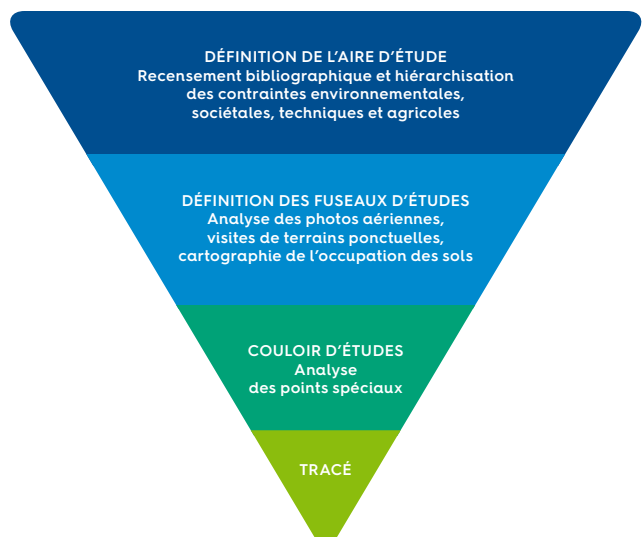 DÉFINITION DE L’AIRE D’ÉTUDE
Recensement bibliographique et hiérarchisation
des contraintes environnementales,
sociétales, techniques et agricoles
DÉFINITION DES FUSEAUX D’ÉTUDES
Analyse des photos aériennes,
visites de terrains ponctuelles,
cartographie de l’occupation des sols
COULOIR D’ÉTUDES
Analyse
des points spéciaux
TRACÉ